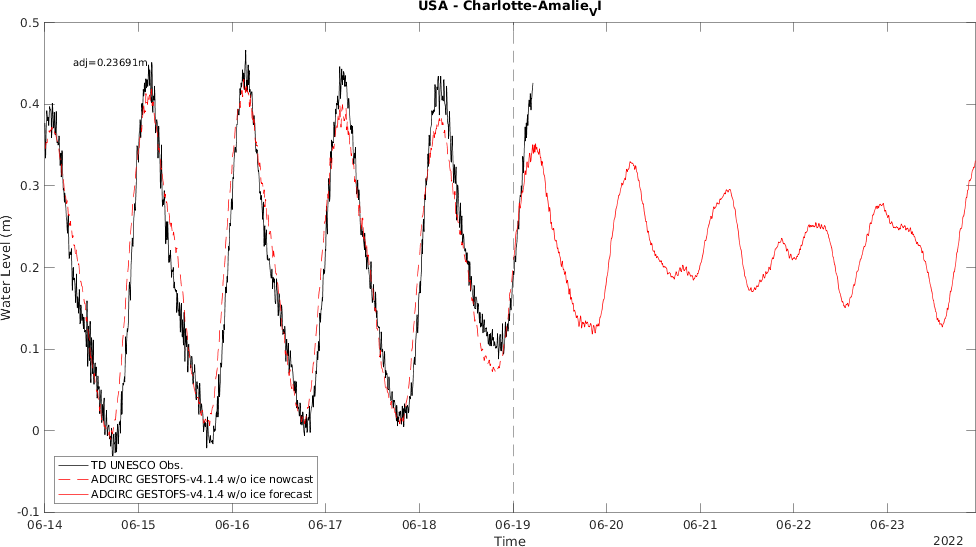 USA - Charlotte-AmalieVI
0.5
adj=0.23691m
0.4
0.3
0.2
0.1
0
-0.1
Water Level (m)
TD UNESCO Obs.
ADCIRC GESTOFS-v4.1.4 w/o ice nowcast
ADCIRC GESTOFS-v4.1.4 w/o ice forecast
06-14 06-15 06-16 06-17 06-18 06-19 06-20 06-21 06-22 06-23
Time
2022